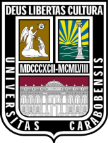 DEUS LIBERTAS CULTURA
MDCCCXCII-MCMLVIII
UNIVERSITAS
CARABOBENSIS